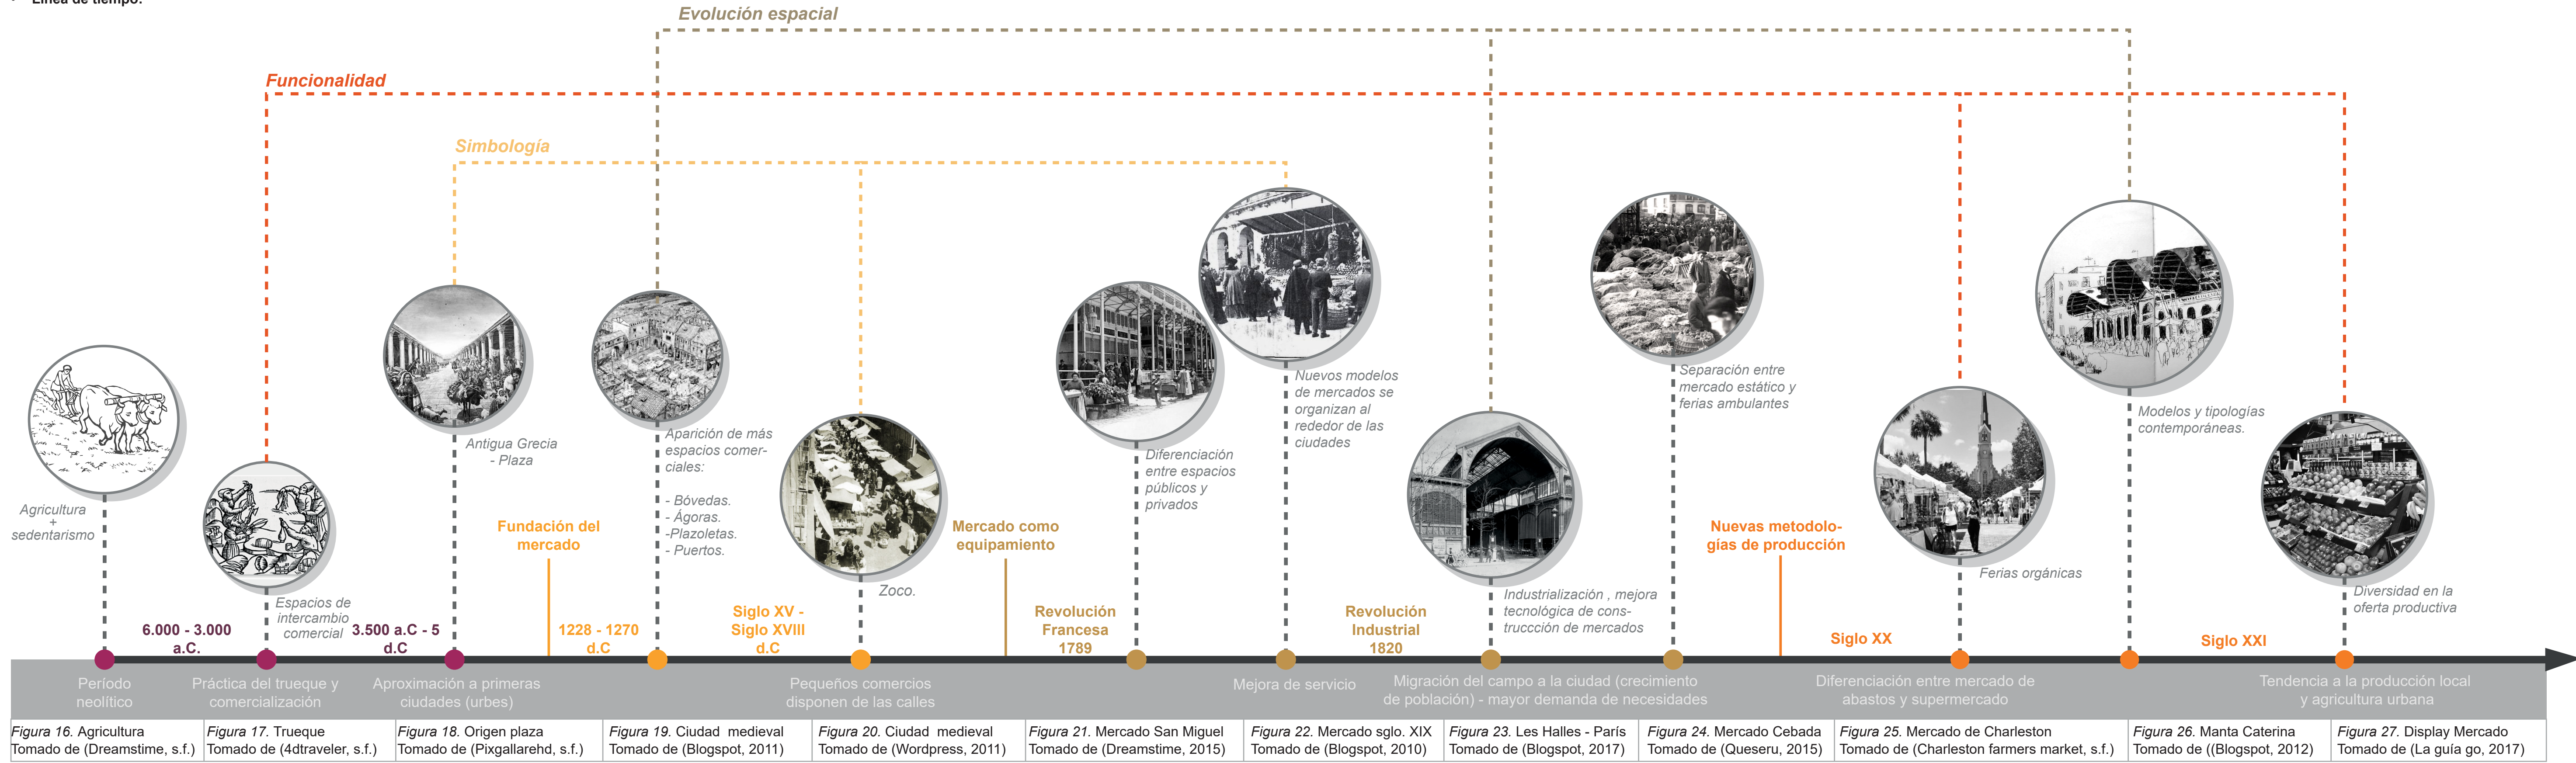 • Línea de tiempo:
Evolución espacial
Funcionalidad
Simbología
Agricultura
+
sedentarismo
Espacios de
intercambio
comercial
Antigua Grecia
- Plaza
Aparición de más
espacios comer-
ciales:
- Bóvedas.
- Ágoras.
-Plazoletas.
- Puertos.
Zoco.
Diferenciación
entre espacios
públicos y
privados
Nuevos modelos
de mercados se
organizan al
rededor de las
ciudades
Industrialización , mejora
tecnológica de cons-
truccción de mercados
Separación entre
mercado estático y
ferias ambulantes
Ferias orgánicas
Modelos y tipologías
contemporáneas.
Diversidad en la
oferta productiva
6.000 - 3.000
a.C.
3.500 a.C - 5
d.C
Fundación del
mercado
1228 - 1270
d.C
Siglo XV -
Siglo XVIII
d.C
Mercado como
equipamiento
Revolución
Francesa
1789
Revolución
Industrial
1820
Nuevas metodolo-
gías de producción
Siglo XX
Siglo XXI
Período
neolítico
Práctica del trueque y
comercialización
Aproximación a primeras
ciudades (urbes)
Pequeños comercios
disponen de las calles
Mejora de servicio
Migración del campo a la ciudad (crecimiento
de población) - mayor demanda de necesidades
Diferenciación entre mercado de
abastos y supermercado
Tendencia a la producción local
y agricultura urbana
Figura 16. Agricultura
Tomado de (Dreamstime, s.f.)
Figura 17. Trueque
Tomado de (4dtraveler, s.f.)
Figura 18. Origen plaza
Tomado de (Pixgallarehd, s.f.)
Figura 19. Ciudad medieval
Tomado de (Blogspot, 2011)
Figura 20. Ciudad medieval
Tomado de (Wordpress, 2011)
Figura 21. Mercado San Miguel
Tomado de (Dreamstime, 2015)
Figura 22. Mercado sglo. XIX
Tomado de (Blogspot, 2010)
Figura 23. Les Halles - París
Tomado de (Blogspot, 2017)
Figura 24. Mercado Cebada
Tomado de (Queseru, 2015)
Figura 25. Mercado de Charleston
Tomado de (Charleston farmers market, s.f.)
Figura 26. Manta Caterina
Tomado de ((Blogspot, 2012)
Figura 27. Display Mercado
Tomado de (La guía go, 2017)